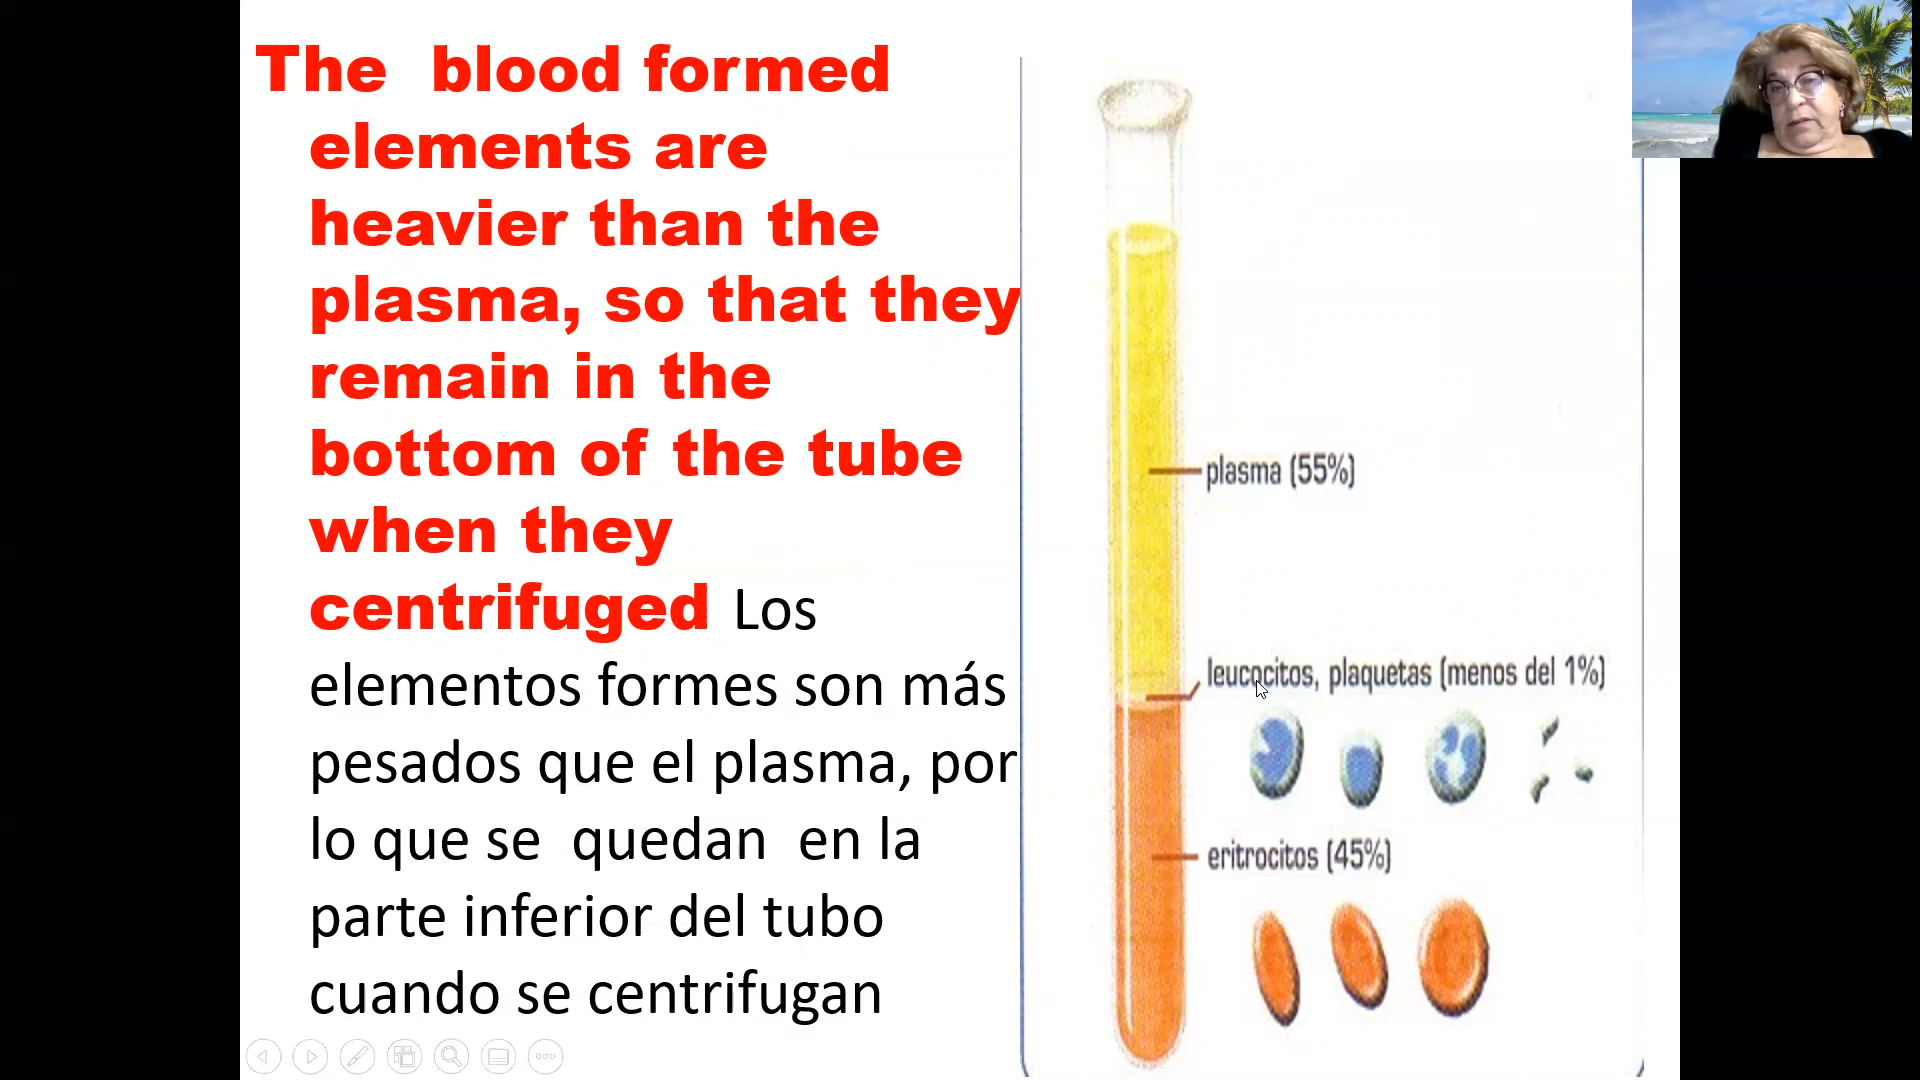 The  blood formed
elements are
heavier than the
plasma, so that they
remain in the
bottom of the tube
when they
centrifuged Los
elementos formes son más
pesados que el plasma, por
lo que se  quedan  en la
parte inferior del tubo
cuando se centrifugan
plasma (55%)
leucocitos, plaquetas (menos del 1%)
eritrocitos (45%)